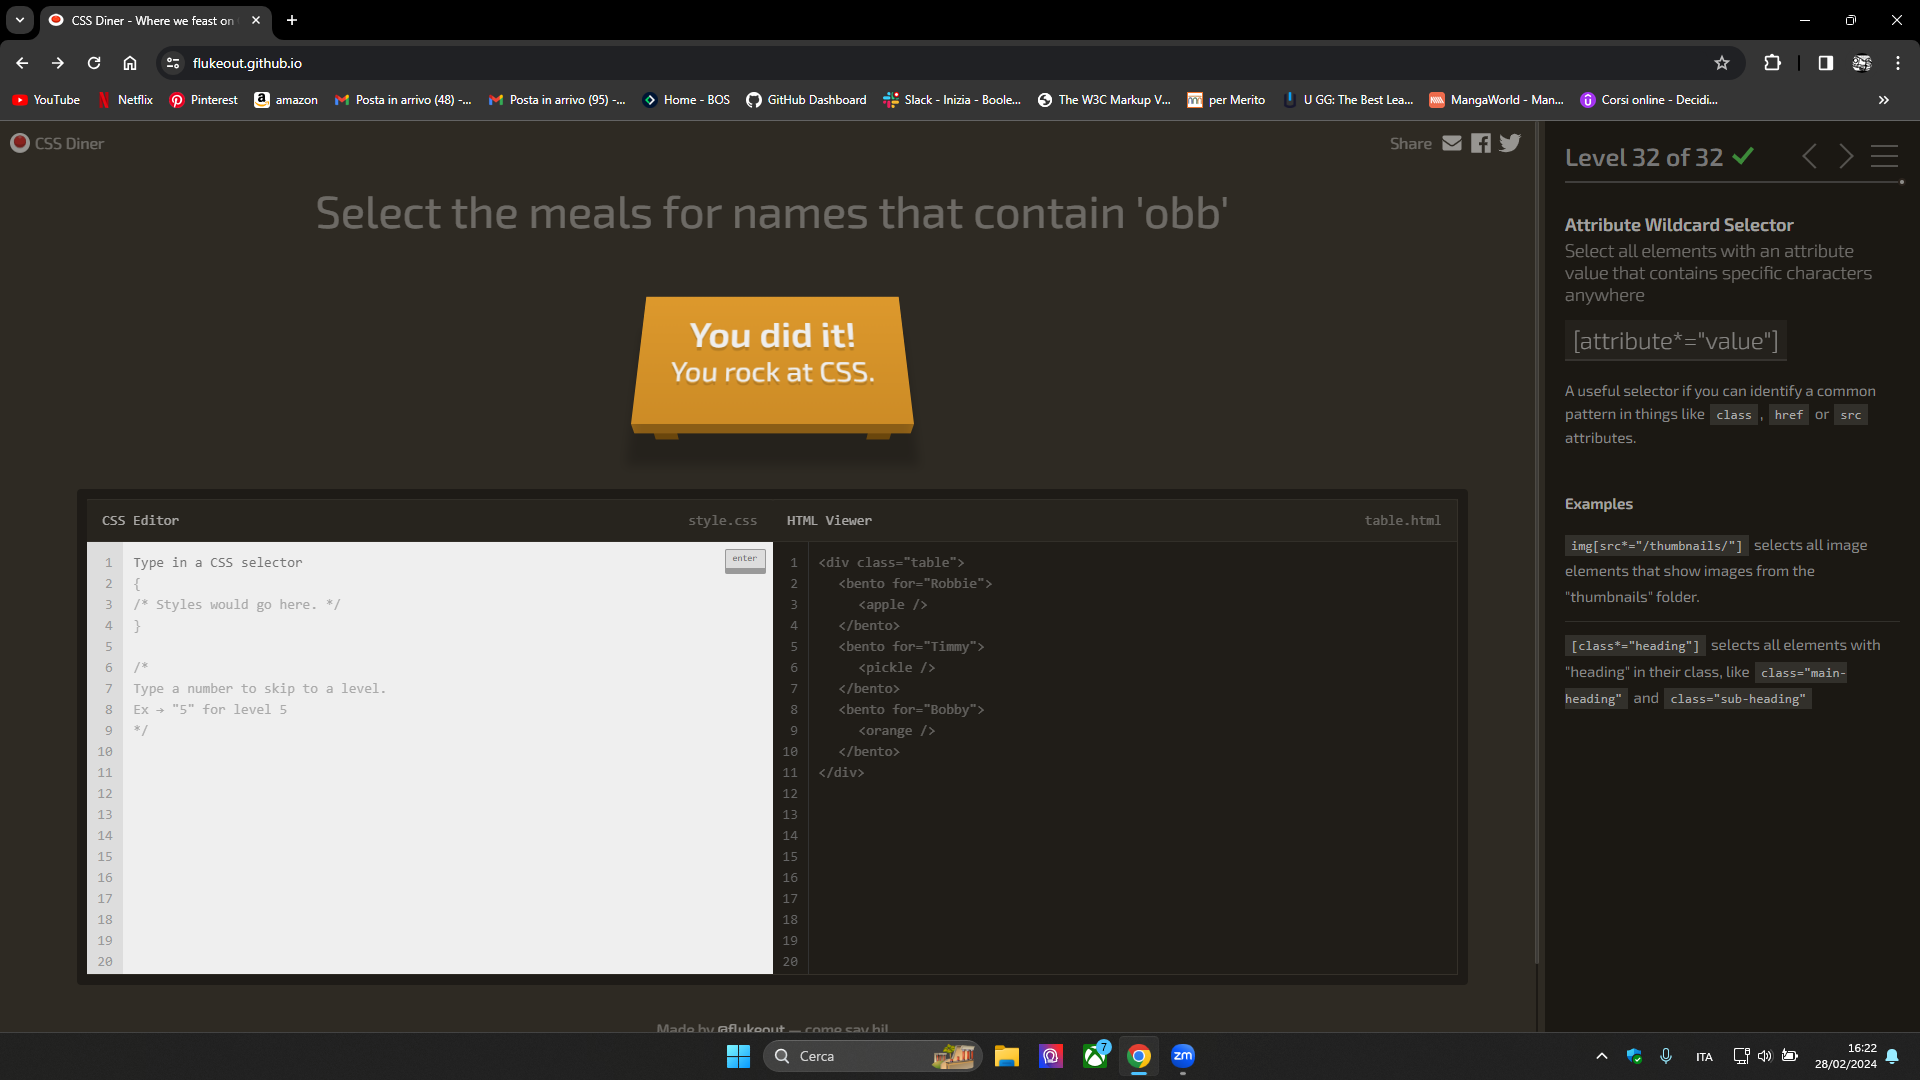 CSS Diner - Where we feast on
flukeout.github.io
YouTube
Netflix
Pinterest
amazon
Posta in arrivo (48) -...
Posta in arrivo (95) -...
Home - BOS
GitHub Dashboard
Slack - Inizia - Boole...
The W3C Markup V...
per Merito
U GG: The Best Lea...
MangaWorld - Man...
Corsi online - Decidi...
CSS Diner
Share
Select the meals for names that contain 'obb'
You did it!
You rock at CSS.
CSS Editor
style.css
1 Type in a CSS selector
enter
2 {
3 /* Styles would go here. */
4 }
5
6 /*
7 Type a number to skip to a level.
8 Ex → "5" for level 5
9 */
10
11
12
13
14
15
16
17
18
19
20
HTML Viewer
table.html
1 <div class="table">
2 <bento for="Robbie">
3 <apple />
4 </bento>
5 <bento for="Timmy">
6 <pickle />
7 </bento>
8 <bento for="Bobby">
9 <orange />
10 </bento>
11 </div>
12
13
14
15
16
17
18
19
20
Made by @flukeout — come say hi!
Level 32 of 32
Attribute Wildcard Selector
Select all elements with an attribute
value that contains specific characters
anywhere
[attribute*="value"]
A useful selector if you can identify a common
pattern in things like class , href or src
attributes.
Examples
img[src*="/thumbnails/"] selects all image
elements that show images from the
"thumbnails" folder.
[class*="heading"] selects all elements with
"heading" in their class, like class="main-
heading" and class="sub-heading"
Cerca
7
zm
ITA
16:22
28/02/2024